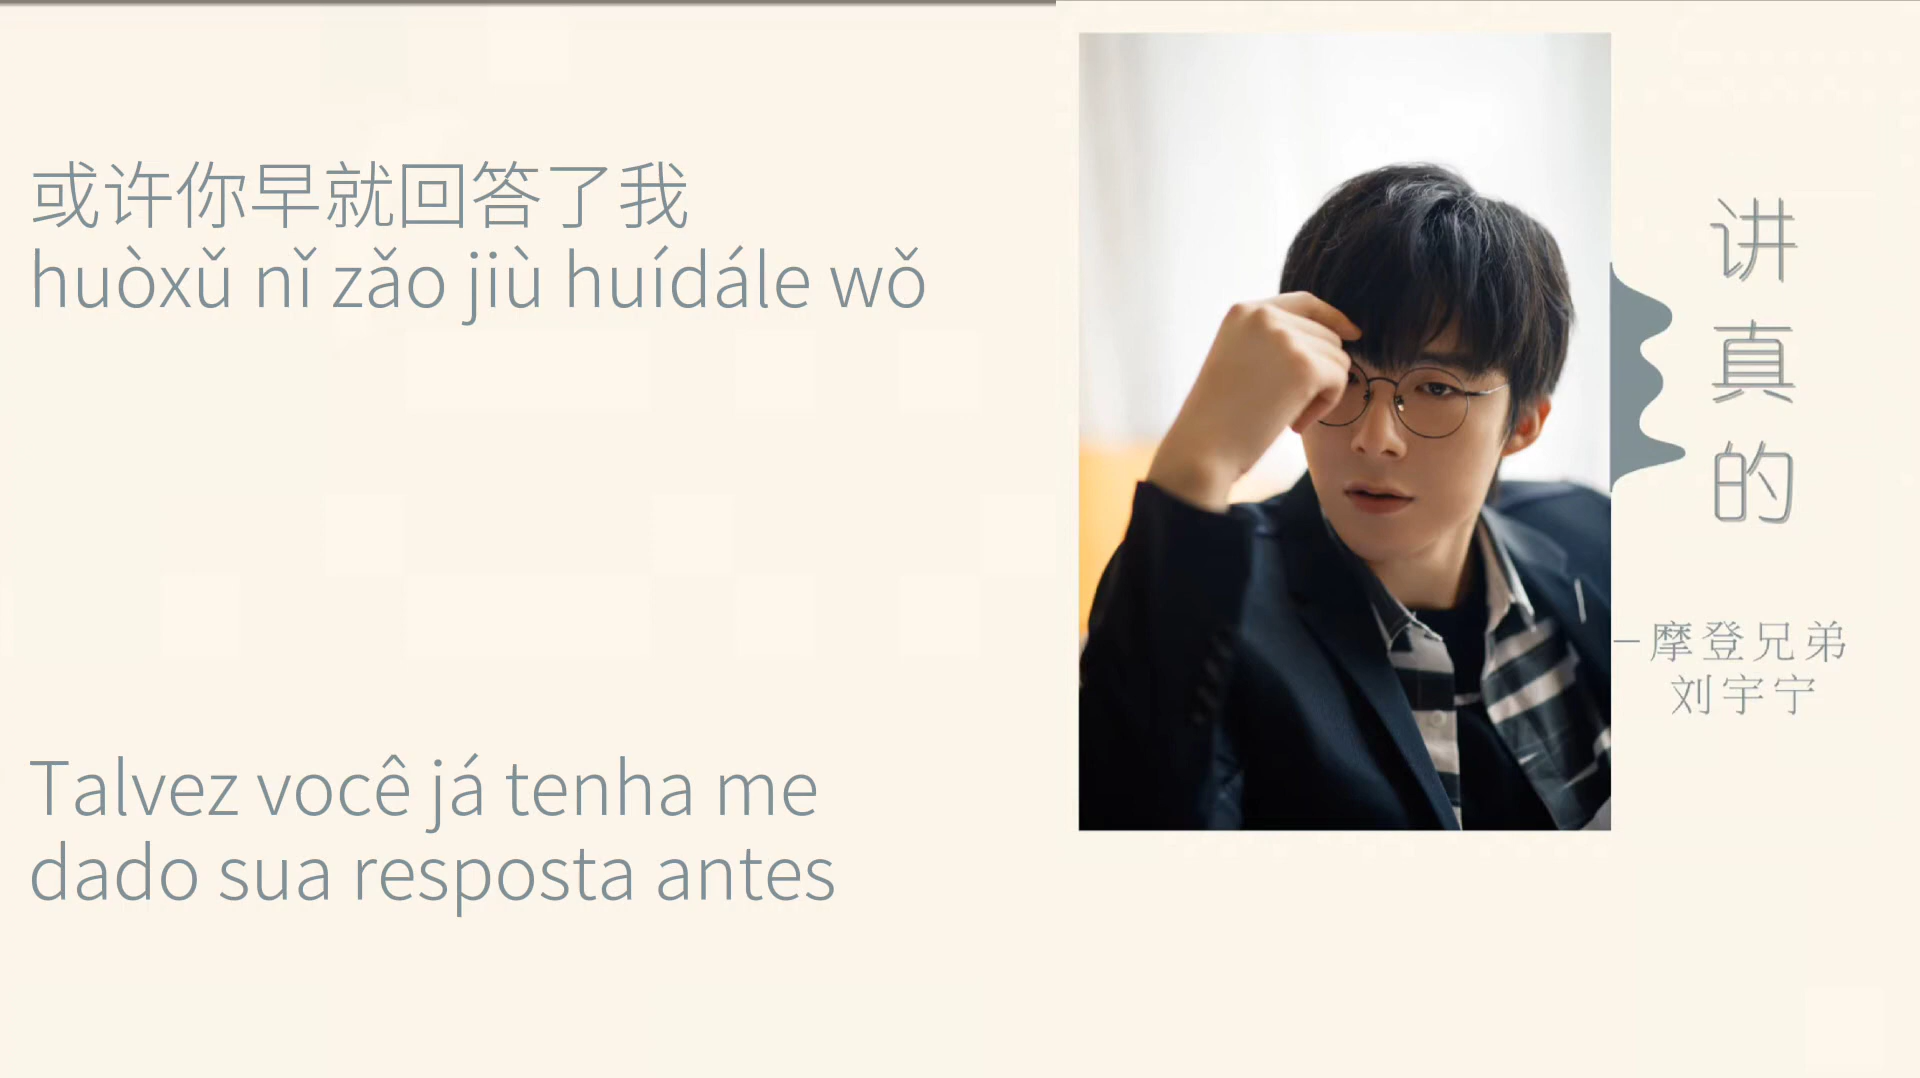 或许你早就回答了我
huòxǔ nǐ zǎo jiù huídále wǒ
Talvez você já tenha me
dado sua resposta antes
讲真的
–摩登兄弟
刘宇宁